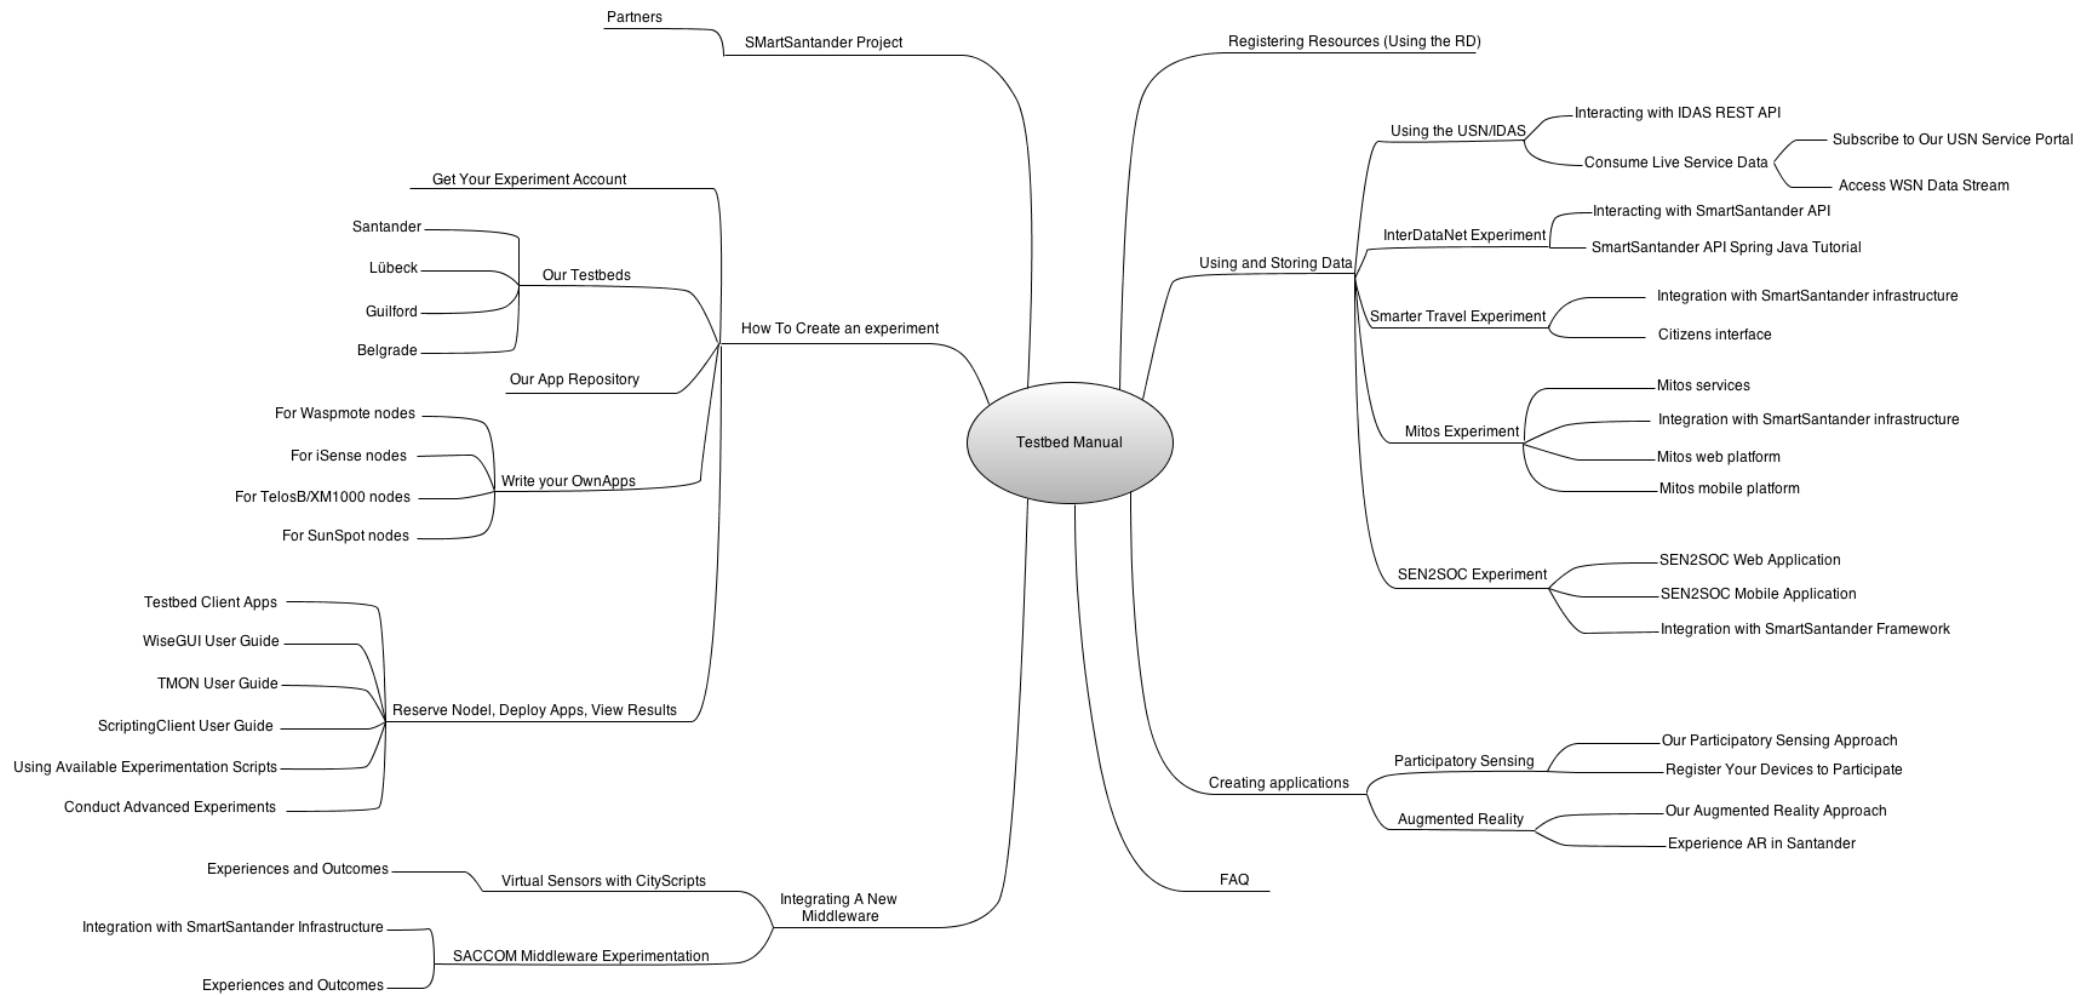 Partners
SMartSantander Project
Get Your Experiment Account
Santander
Our Testbeds
Lübeck
Guilford
Belgrade
How To Create an experiment
Our App Repository
For Waspmote nodes
For iSense nodes
Write your OwnApps
For TelosB/XM1000 nodes
For SunSpot nodes
Testbed Client Apps
WiseGUI User Guide
TMON User Guide
Reserve Nodel, Deploy Apps, View Results
ScriptingClient User Guide
Using Available Experimentation Scripts
Conduct Advanced Experiments
Experiences and Outcomes
Virtual Sensors with CityScripts
Integrating A New
Middleware
Integration with SmartSantander Infrastructure
SACCOM Middleware Experimentation
Experiences and Outcomes
Testbed Manual
Registering Resources (Using the RD)
Interacting with IDAS REST API
Using the USN/IDAS
Subscribe to Our USN Service Portal
Consume Live Service Data
Access WSN Data Stream
Interacting with SmartSantander API
InterDataNet Experiment
SmartSantander API Spring Java Tutorial
Using and Storing Data
Integration with SmartSantander infrastructure
Smarter Travel Experiment
Citizens interface
Mitos services
Integration with SmartSantander infrastructure
Mitos Experiment
Mitos web platform
Mitos mobile platform
SEN2SOC Web Application
SEN2SOC Experiment
SEN2SOC Mobile Application
Integration with SmartSantander Framework
Our Participatory Sensing Approach
Participatory Sensing
Register Your Devices to Participate
Creating applications
Our Augmented Reality Approach
Augmented Reality
Experience AR in Santander
FAQ